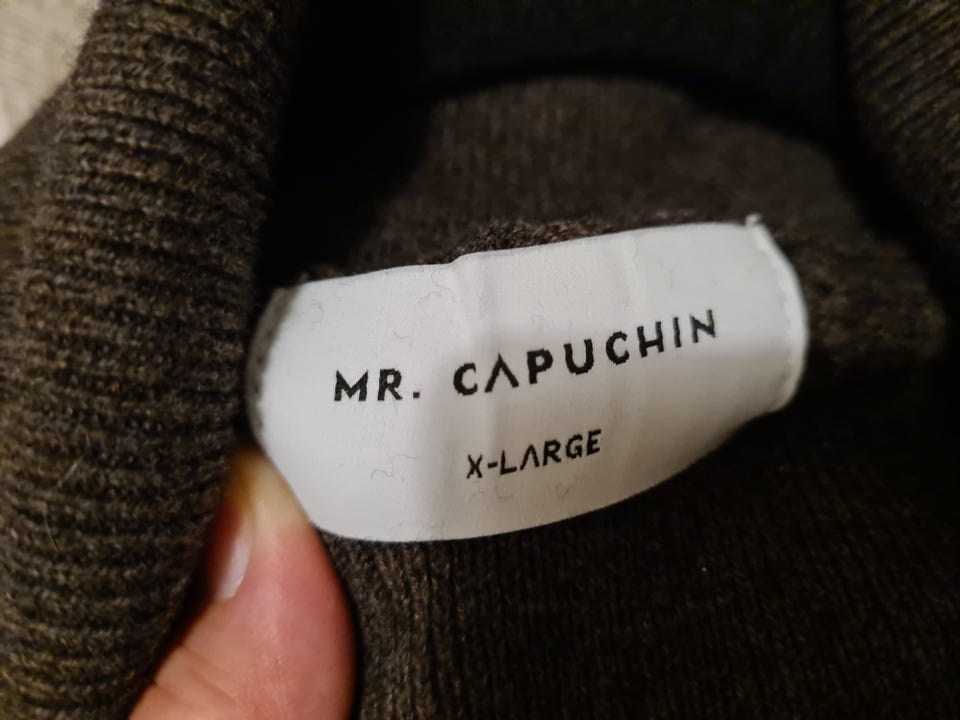 MR. CAPUCHIN
X-LARGE